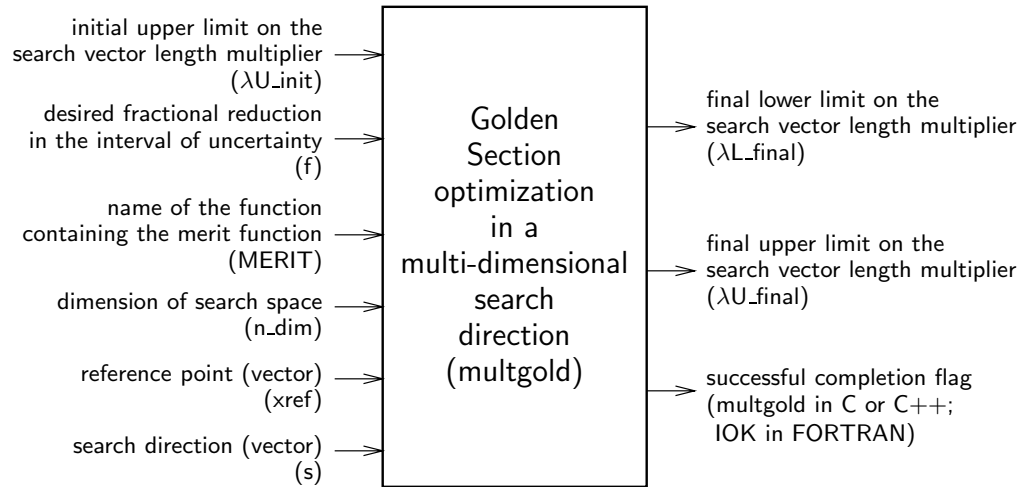 initial upper limit on the
search vector length multiplier
(λU_init)
desired fractional reduction
in the interval of uncertainty
(f)
name of the function
containing the merit function
(MERIT)
dimension of search space
(n_dim)
reference point (vector)
(xref)
search direction (vector)
(s)
Golden
Section
optimization
in a
multi-dimensional
search
direction
(multgold)
final lower limit on the
search vector length multiplier
(λL_final)
final upper limit on the
search vector length multiplier
(λU_final)
successful completion flag
(multgold in C or C++;
IOK in FORTRAN)